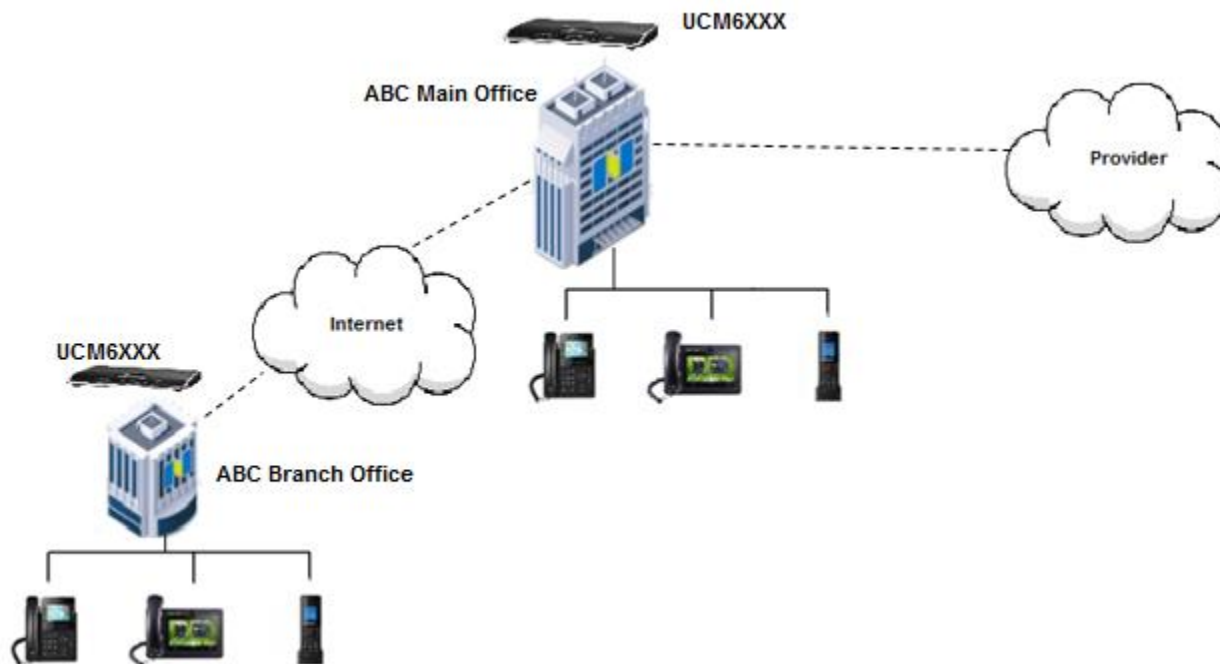 UCM6XXX
ABC Main Office
Provider
Internet
UCM6XXX
ABC Branch Office